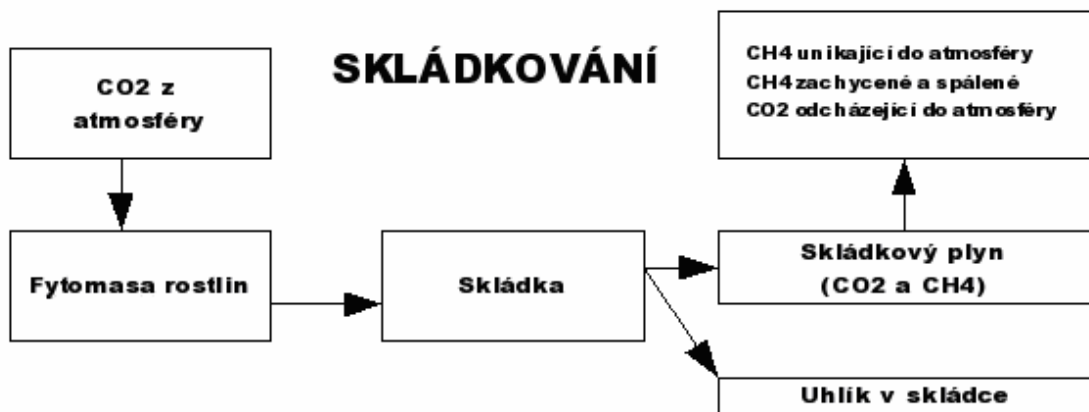 SKLÁDKOVÁNÍ
CO2 z
atmosféry
CH4 unikající do atmosféry
CH4 zachycené a spálené
CO2 odcházející do atmosféry
Fytomasa rostlin
Skládka
Skládkový plyn
(CO2 a CH4)
Uhlík v skládce